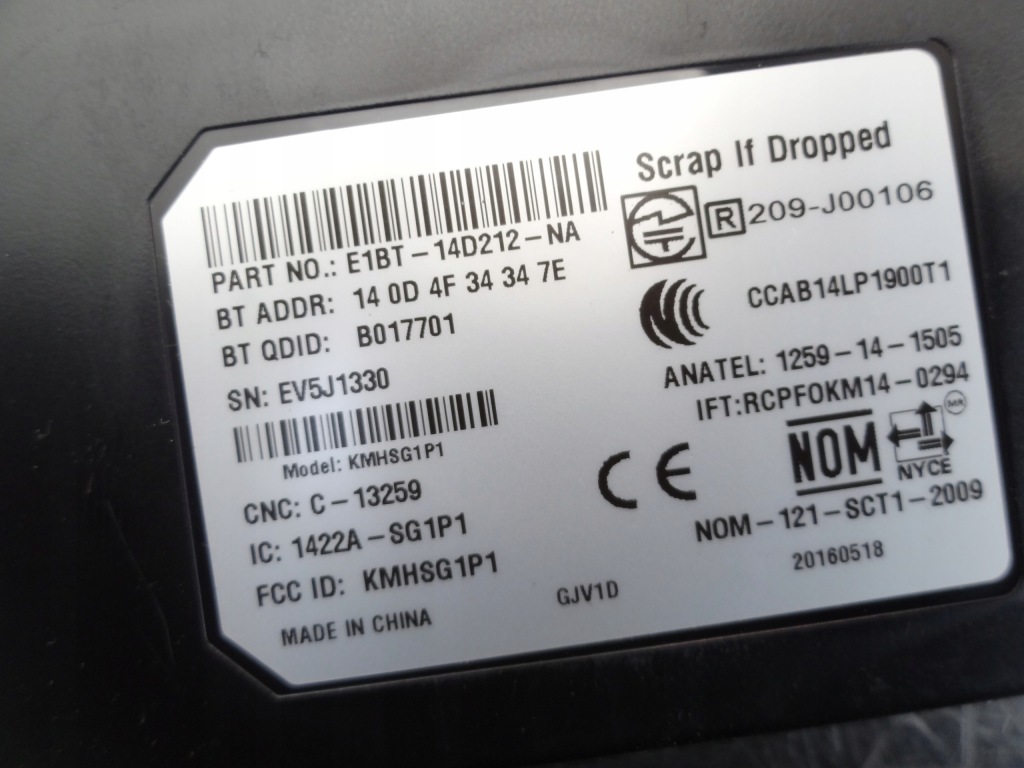 PART NO.: E1BT-14D212-NA
BT ADDR: 14 0D 4F 34 34 7E
BT QDID: B017701
SN: EV5J1330
Model: KMHSG1P1
CNC: C-13259
IC: 1422A-SG1P1
FCC ID: KMHSG1P1
MADE IN CHINA
GJV1D
Scrap If Dropped
R 209-J00106
CCAB14LP1900T1
ANATEL: 1259-14-1505
IFT:RCPFOKM14-0294
CE
NOM
NYCE
MR
NOM-121-SCT1-2009
20160518